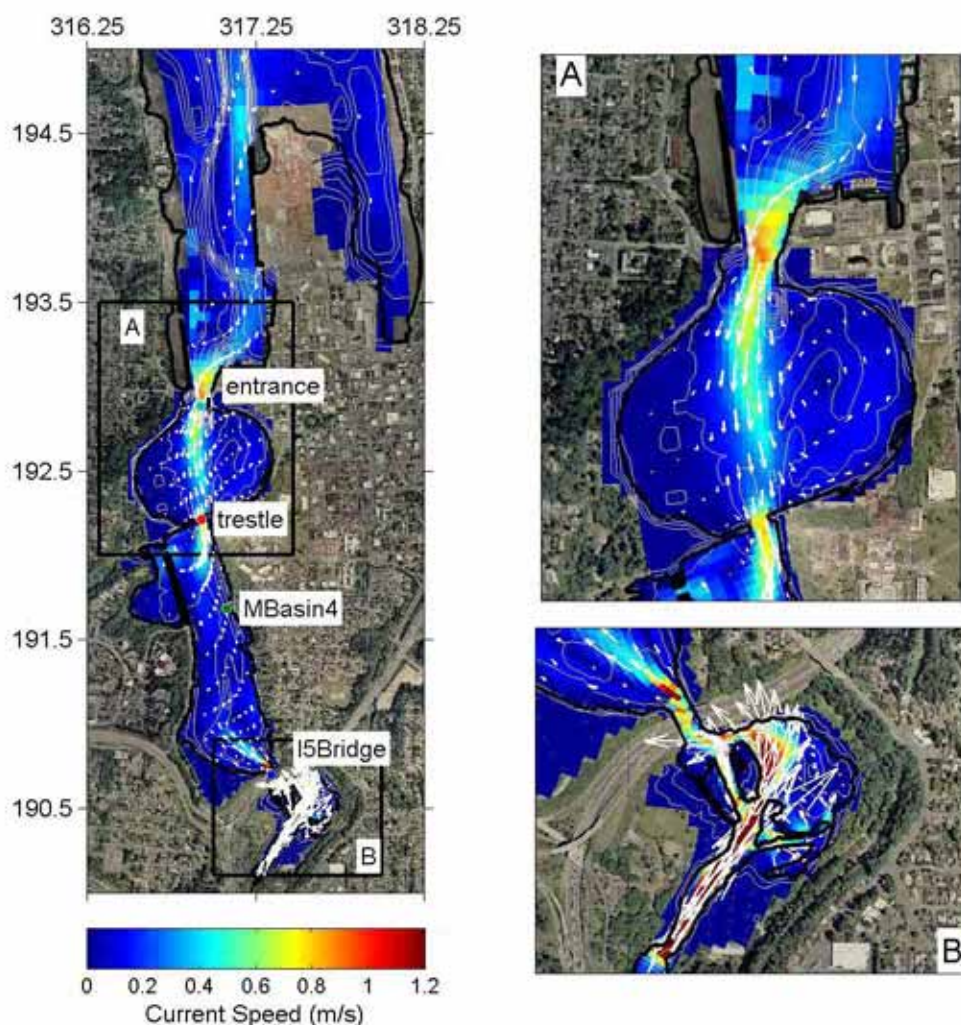 316.25 317.25 318.25
194.5
193.5
192.5
191.5
190.5
A
entrance
trestle
MBasin4
I5Bridge
B
0 0.2 0.4 0.6 0.8 1 1.2
Current Speed (m/s)
A
B